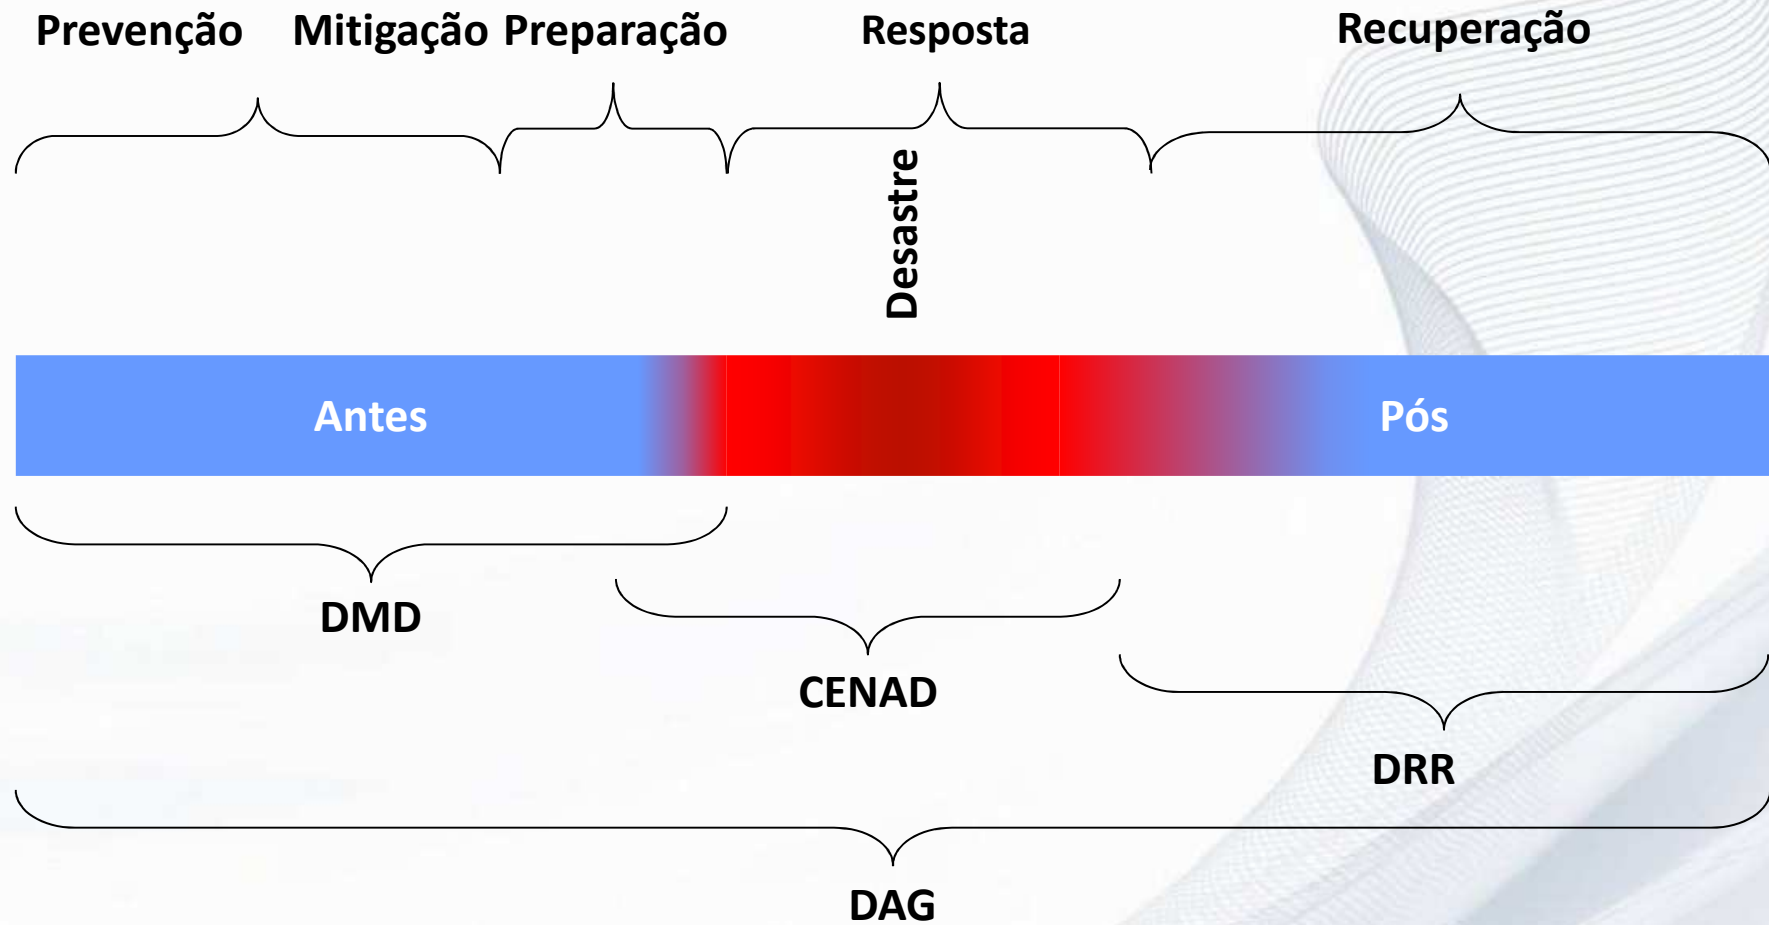 Prevenção Mitigação Preparação Resposta Recuperação
Desastre
Antes Pós
DMD
CENAD
DRR
DAG